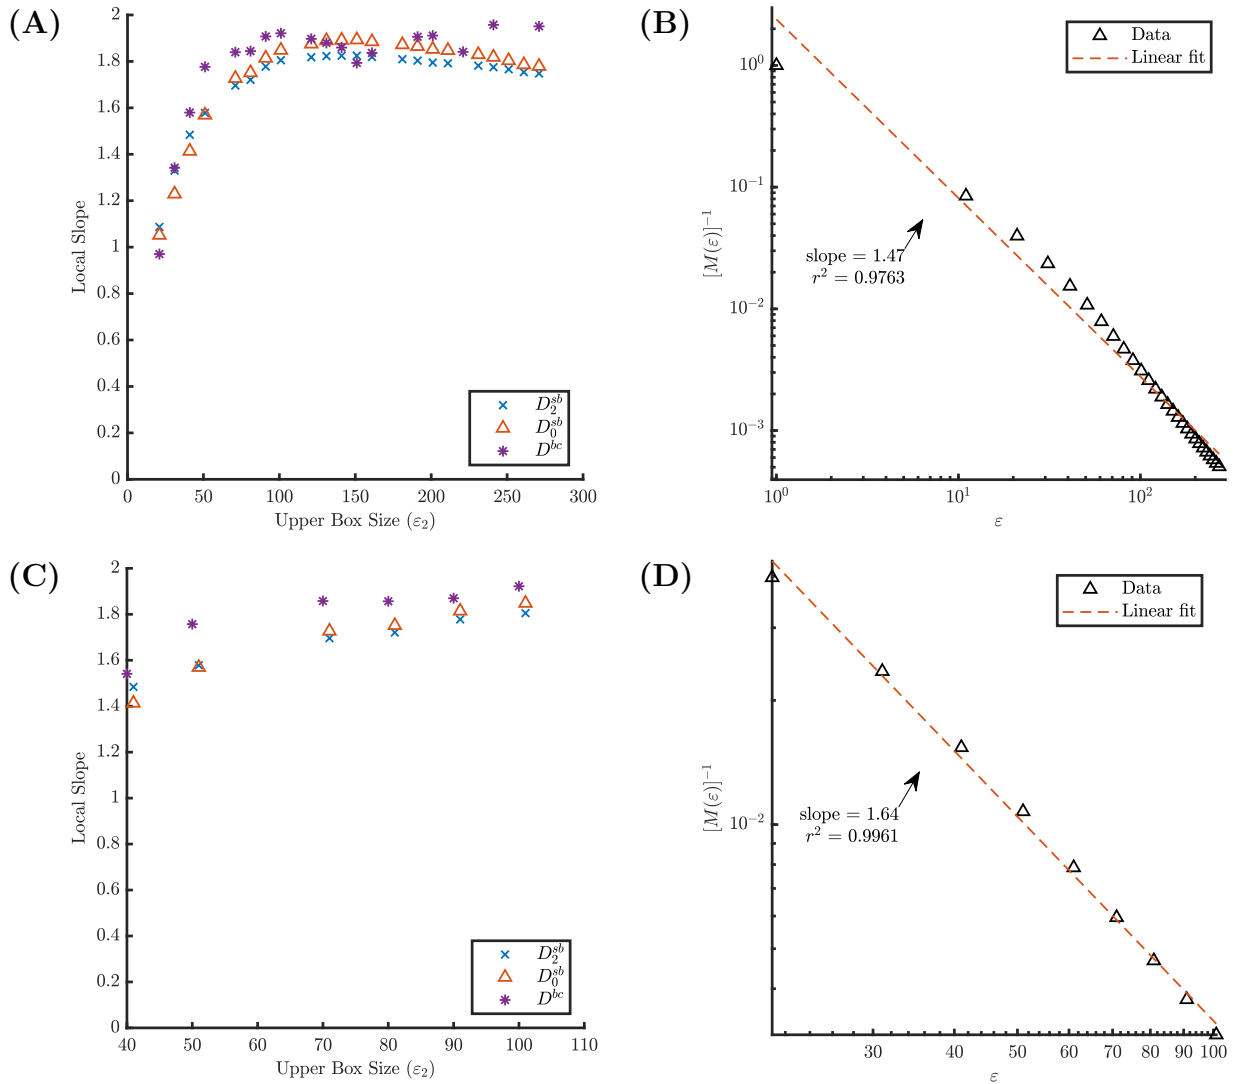 (A)
2
1.8
1.6
1.4
1.2
1
0.8
0.6
0.4
0.2
0
Local Slope
0 50 100 150 200 250 300
Upper Box Size (ε₂)
D₂ˢᵇ
D₀ˢᵇ
Dᵇᶜ
(B)
10⁰
10⁻¹
10⁻²
10⁻³
[M(ε)]⁻¹
10⁰ 10¹ 10²
ε
Data
Linear fit
slope = 1.47
r² = 0.9763
(C)
2
1.8
1.6
1.4
1.2
1
0.8
0.6
0.4
0.2
0
Local Slope
40 50 60 70 80 90 100 110
Upper Box Size (ε₂)
D₂ˢᵇ
D₀ˢᵇ
Dᵇᶜ
(D)
10⁻²
[M(ε)]⁻¹
30 40 50 60 70 80 90 100
ε
Data
Linear fit
slope = 1.64
r² = 0.9961